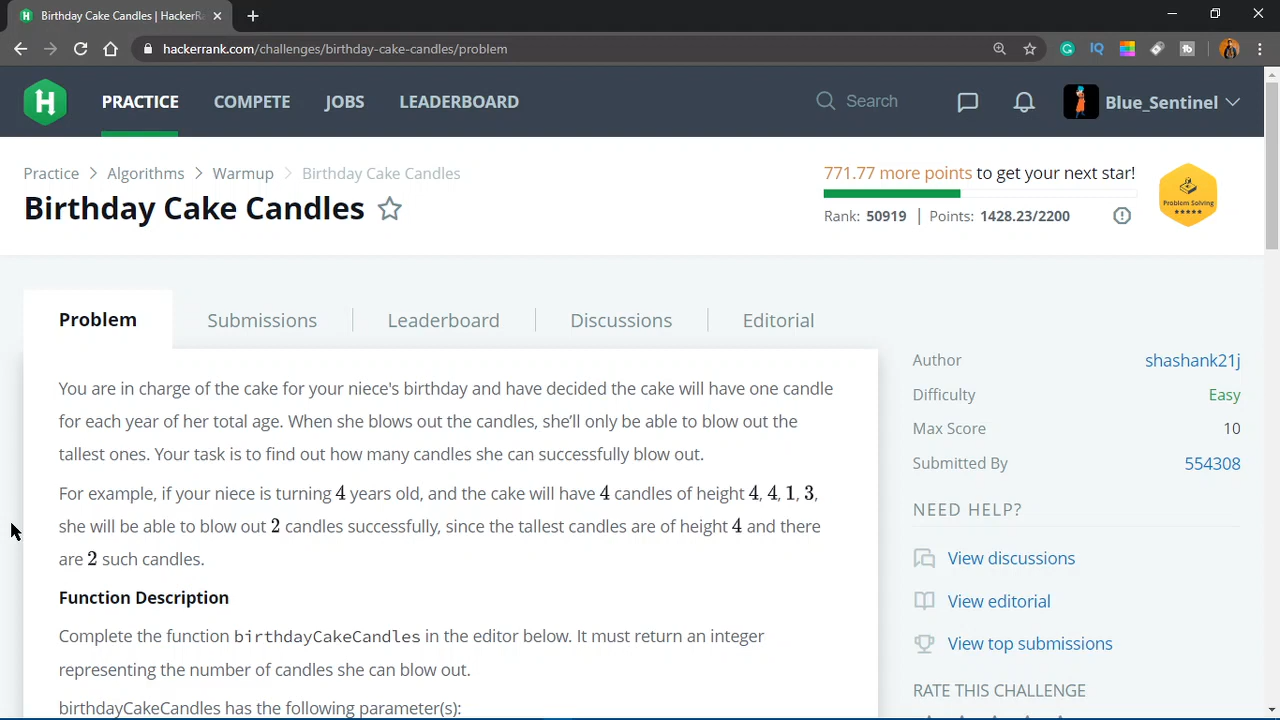 Birthday Cake Candles | HackerRa
hackerrank.com/challenges/birthday-cake-candles/problem
IQ
H PRACTICE COMPETE JOBS LEADERBOARD Search Blue_Sentinel
Practice > Algorithms > Warmup > Birthday Cake Candles
Birthday Cake Candles
771.77 more points to get your next star!
Rank: 50919 | Points: 1428.23/2200
Problem Solving
Problem Submissions Leaderboard Discussions Editorial
You are in charge of the cake for your niece's birthday and have decided the cake will have one candle
for each year of her total age. When she blows out the candles, she’ll only be able to blow out the
tallest ones. Your task is to find out how many candles she can successfully blow out.
For example, if your niece is turning 4 years old, and the cake will have 4 candles of height 4, 4, 1, 3,
she will be able to blow out 2 candles successfully, since the tallest candles are of height 4 and there
are 2 such candles.
Function Description
Complete the function birthdayCakeCandles in the editor below. It must return an integer
representing the number of candles she can blow out.
birthdayCakeCandles has the following parameter(s):
Author shashank21j
Difficulty Easy
Max Score 10
Submitted By 554308
NEED HELP?
View discussions
View editorial
View top submissions
RATE THIS CHALLENGE